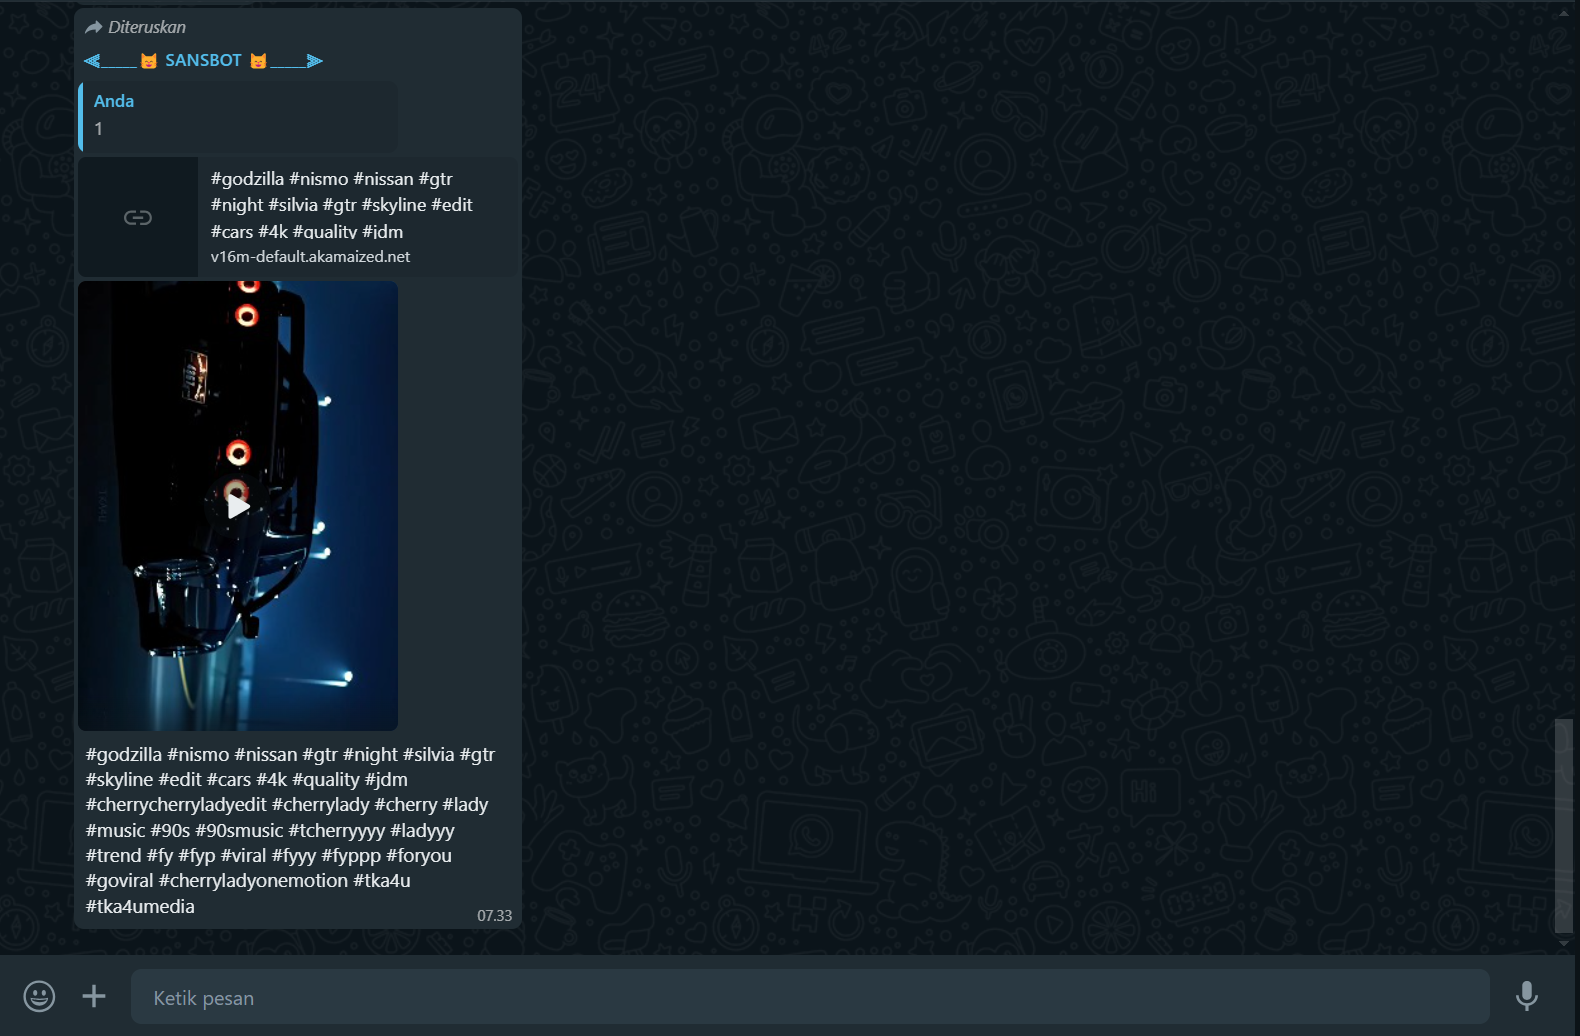 Diteruskan
⫷_____😼 SANSBOT 😼_____⫸
Anda
1
#godzilla #nismo #nissan #gtr
#night #silvia #gtr #skyline #edit
#cars #4k #quality #jdm
v16m-default.akamaized.net
#godzilla #nismo #nissan #gtr #night #silvia #gtr
#skyline #edit #cars #4k #quality #jdm
#cherrycherryladyedit #cherrylady #cherry #lady
#music #90s #90smusic #tcherryyyy #ladyyy
#trend #fy #fyp #viral #fyyy #fyppp #foryou
#goviral #cherryladyonemotion #tka4u
#tka4umedia
07.33
Ketik pesan